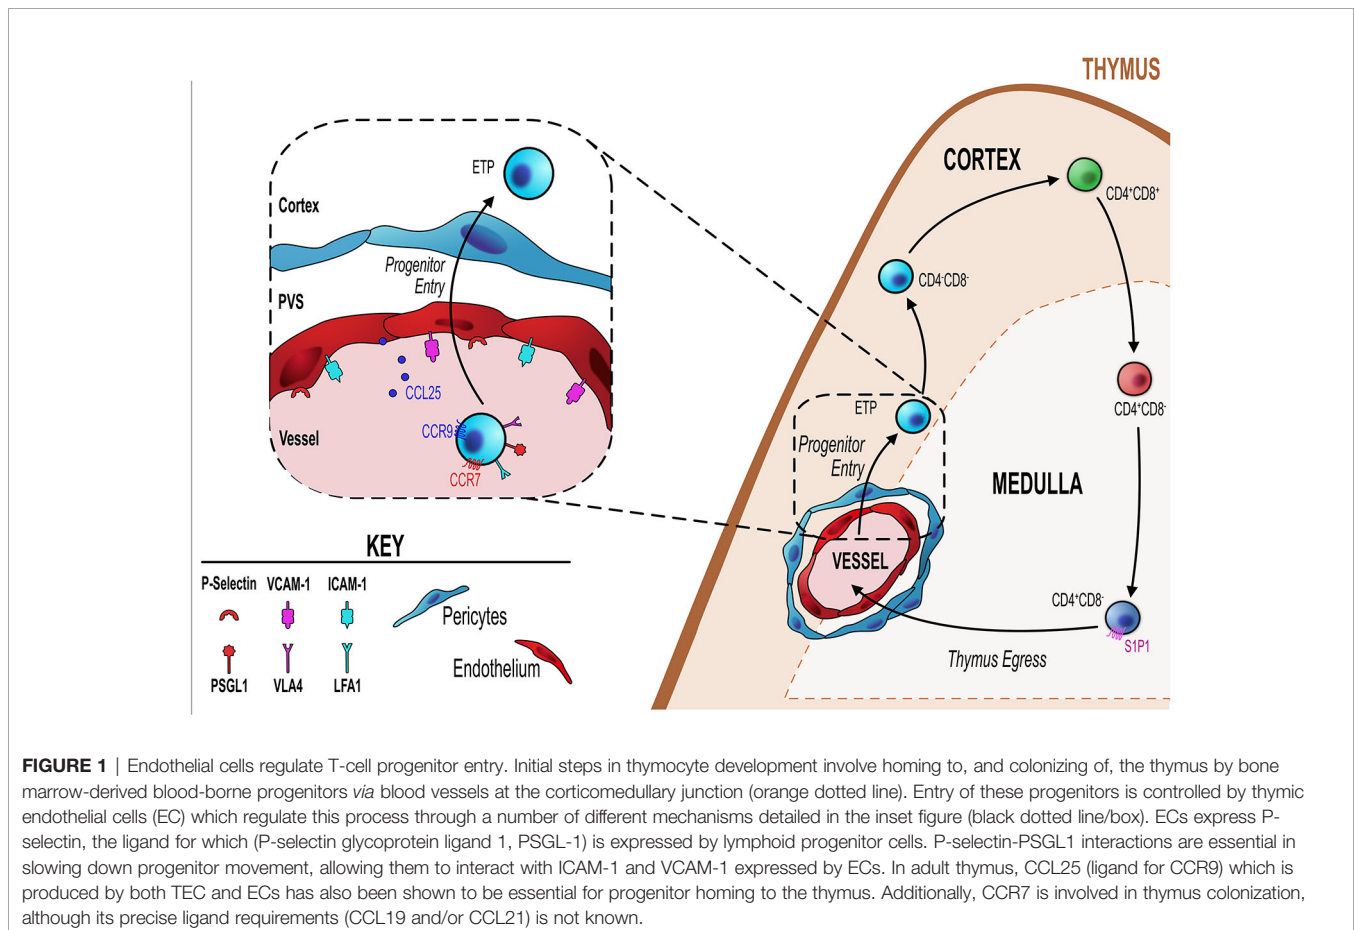 THYMUS
CORTEX
ETP
Cortex
CD4⁺CD8⁺
Progenitor
Entry
CD4⁻CD8⁻
PVS
CCL25
CD4⁺CD8⁻
ETP
Vessel
CCR9
Progenitor
Entry
CCR7
MEDULLA
KEY
VESSEL
P-Selectin VCAM-1 ICAM-1
Pericytes
CD4⁺CD8⁻
S1P1
Endothelium
Thymus Egress
PSGL1 VLA4 LFA1
FIGURE 1 | Endothelial cells regulate T-cell progenitor entry. Initial steps in thymocyte development involve homing to, and colonizing of, the thymus by bone
marrow-derived blood-borne progenitors via blood vessels at the corticomedullary junction (orange dotted line). Entry of these progenitors is controlled by thymic
endothelial cells (EC) which regulate this process through a number of different mechanisms detailed in the inset figure (black dotted line/box). ECs express P-
selectin, the ligand for which (P-selectin glycoprotein ligand 1, PSGL-1) is expressed by lymphoid progenitor cells. P-selectin-PSGL1 interactions are essential in
slowing down progenitor movement, allowing them to interact with ICAM-1 and VCAM-1 expressed by ECs. In adult thymus, CCL25 (ligand for CCR9) which is
produced by both TEC and ECs has also been shown to be essential for progenitor homing to the thymus. Additionally, CCR7 is involved in thymus colonization,
although its precise ligand requirements (CCL19 and/or CCL21) is not known.